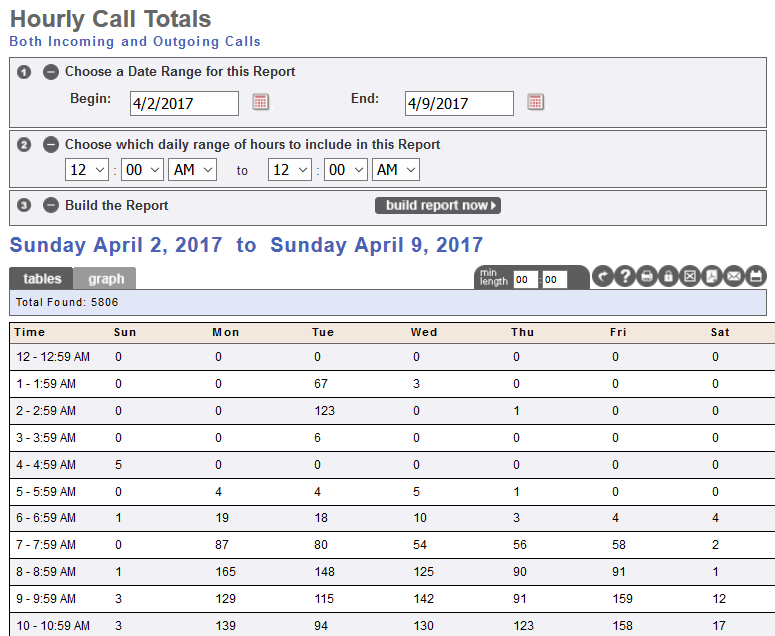 Hourly Call Totals
Both Incoming and Outgoing Calls
1 Choose a Date Range for this Report
Begin: 4/2/2017 End: 4/9/2017
2 Choose which daily range of hours to include in this Report
12 : 00 AM to 12 : 00 AM
3 Build the Report build report now
Sunday April 2, 2017 to Sunday April 9, 2017
tables graph min length 00 : 00
Total Found: 5806
Time Sun Mon Tue Wed Thu Fri Sat
12 - 12:59 AM 0 0 0 0 0 0 0
1 - 1:59 AM 0 0 67 3 0 0 0
2 - 2:59 AM 0 0 123 0 1 0 0
3 - 3:59 AM 0 0 6 0 0 0 0
4 - 4:59 AM 5 0 0 0 0 0 0
5 - 5:59 AM 0 4 4 5 1 0 0
6 - 6:59 AM 1 19 18 10 3 4 4
7 - 7:59 AM 0 87 80 54 56 58 2
8 - 8:59 AM 1 165 148 125 90 91 1
9 - 9:59 AM 3 129 115 142 91 159 12
10 - 10:59 AM 3 139 94 130 123 158 17